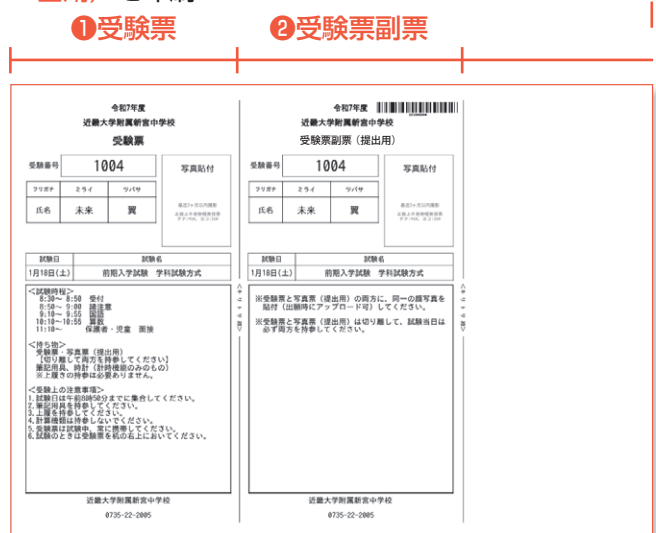 ❶受験票
❷受験票副票
令和7年度
近畿大学附属新宮中学校
受験票
受験番号
1004
写真貼付
フリガナ
ミライ
ツバサ
氏名
未来
翼
試験日
試験名
1月18日(土)
前期入学試験 学科試験方式
<試験時程>
8:30~ 8:50 受付
8:50~ 9:00 諸注意
9:10~ 9:55 国語
10:10~10:55 算数
11:10~ 保護者・児童 面接
<持ち物>
受験票・写真票（提出用）
【切り離して両方を持参してください】
筆記用具、時計（計時機能のみのもの）
※上履きの持参は必要ありません。
<受験上の注意事項>
1.試験日は午前8時50分までに集合してください。
2.筆記用具を持参してください。
3.上履を持参してください。
4.計算機類は持参しないでください。
5.受験票は試験中、常に携帯してください。
6.試験のときは受験票を机の右上においてください。
近畿大学附属新宮中学校
0735-22-2005
令和7年度
近畿大学附属新宮中学校
受験票副票（提出用）
受験番号
1004
写真貼付
フリガナ
ミライ
ツバサ
氏名
未来
翼
試験日
試験名
1月18日(土)
前期入学試験 学科試験方式
※受験票と写真票（提出用）の両方に、同一の顔写真を
貼付（出願時にアップロード可）してください。
※受験票と写真票（提出用）は切り離して、試験当日は
必ず両方を持参してください。
近畿大学附属新宮中学校
0735-22-2005